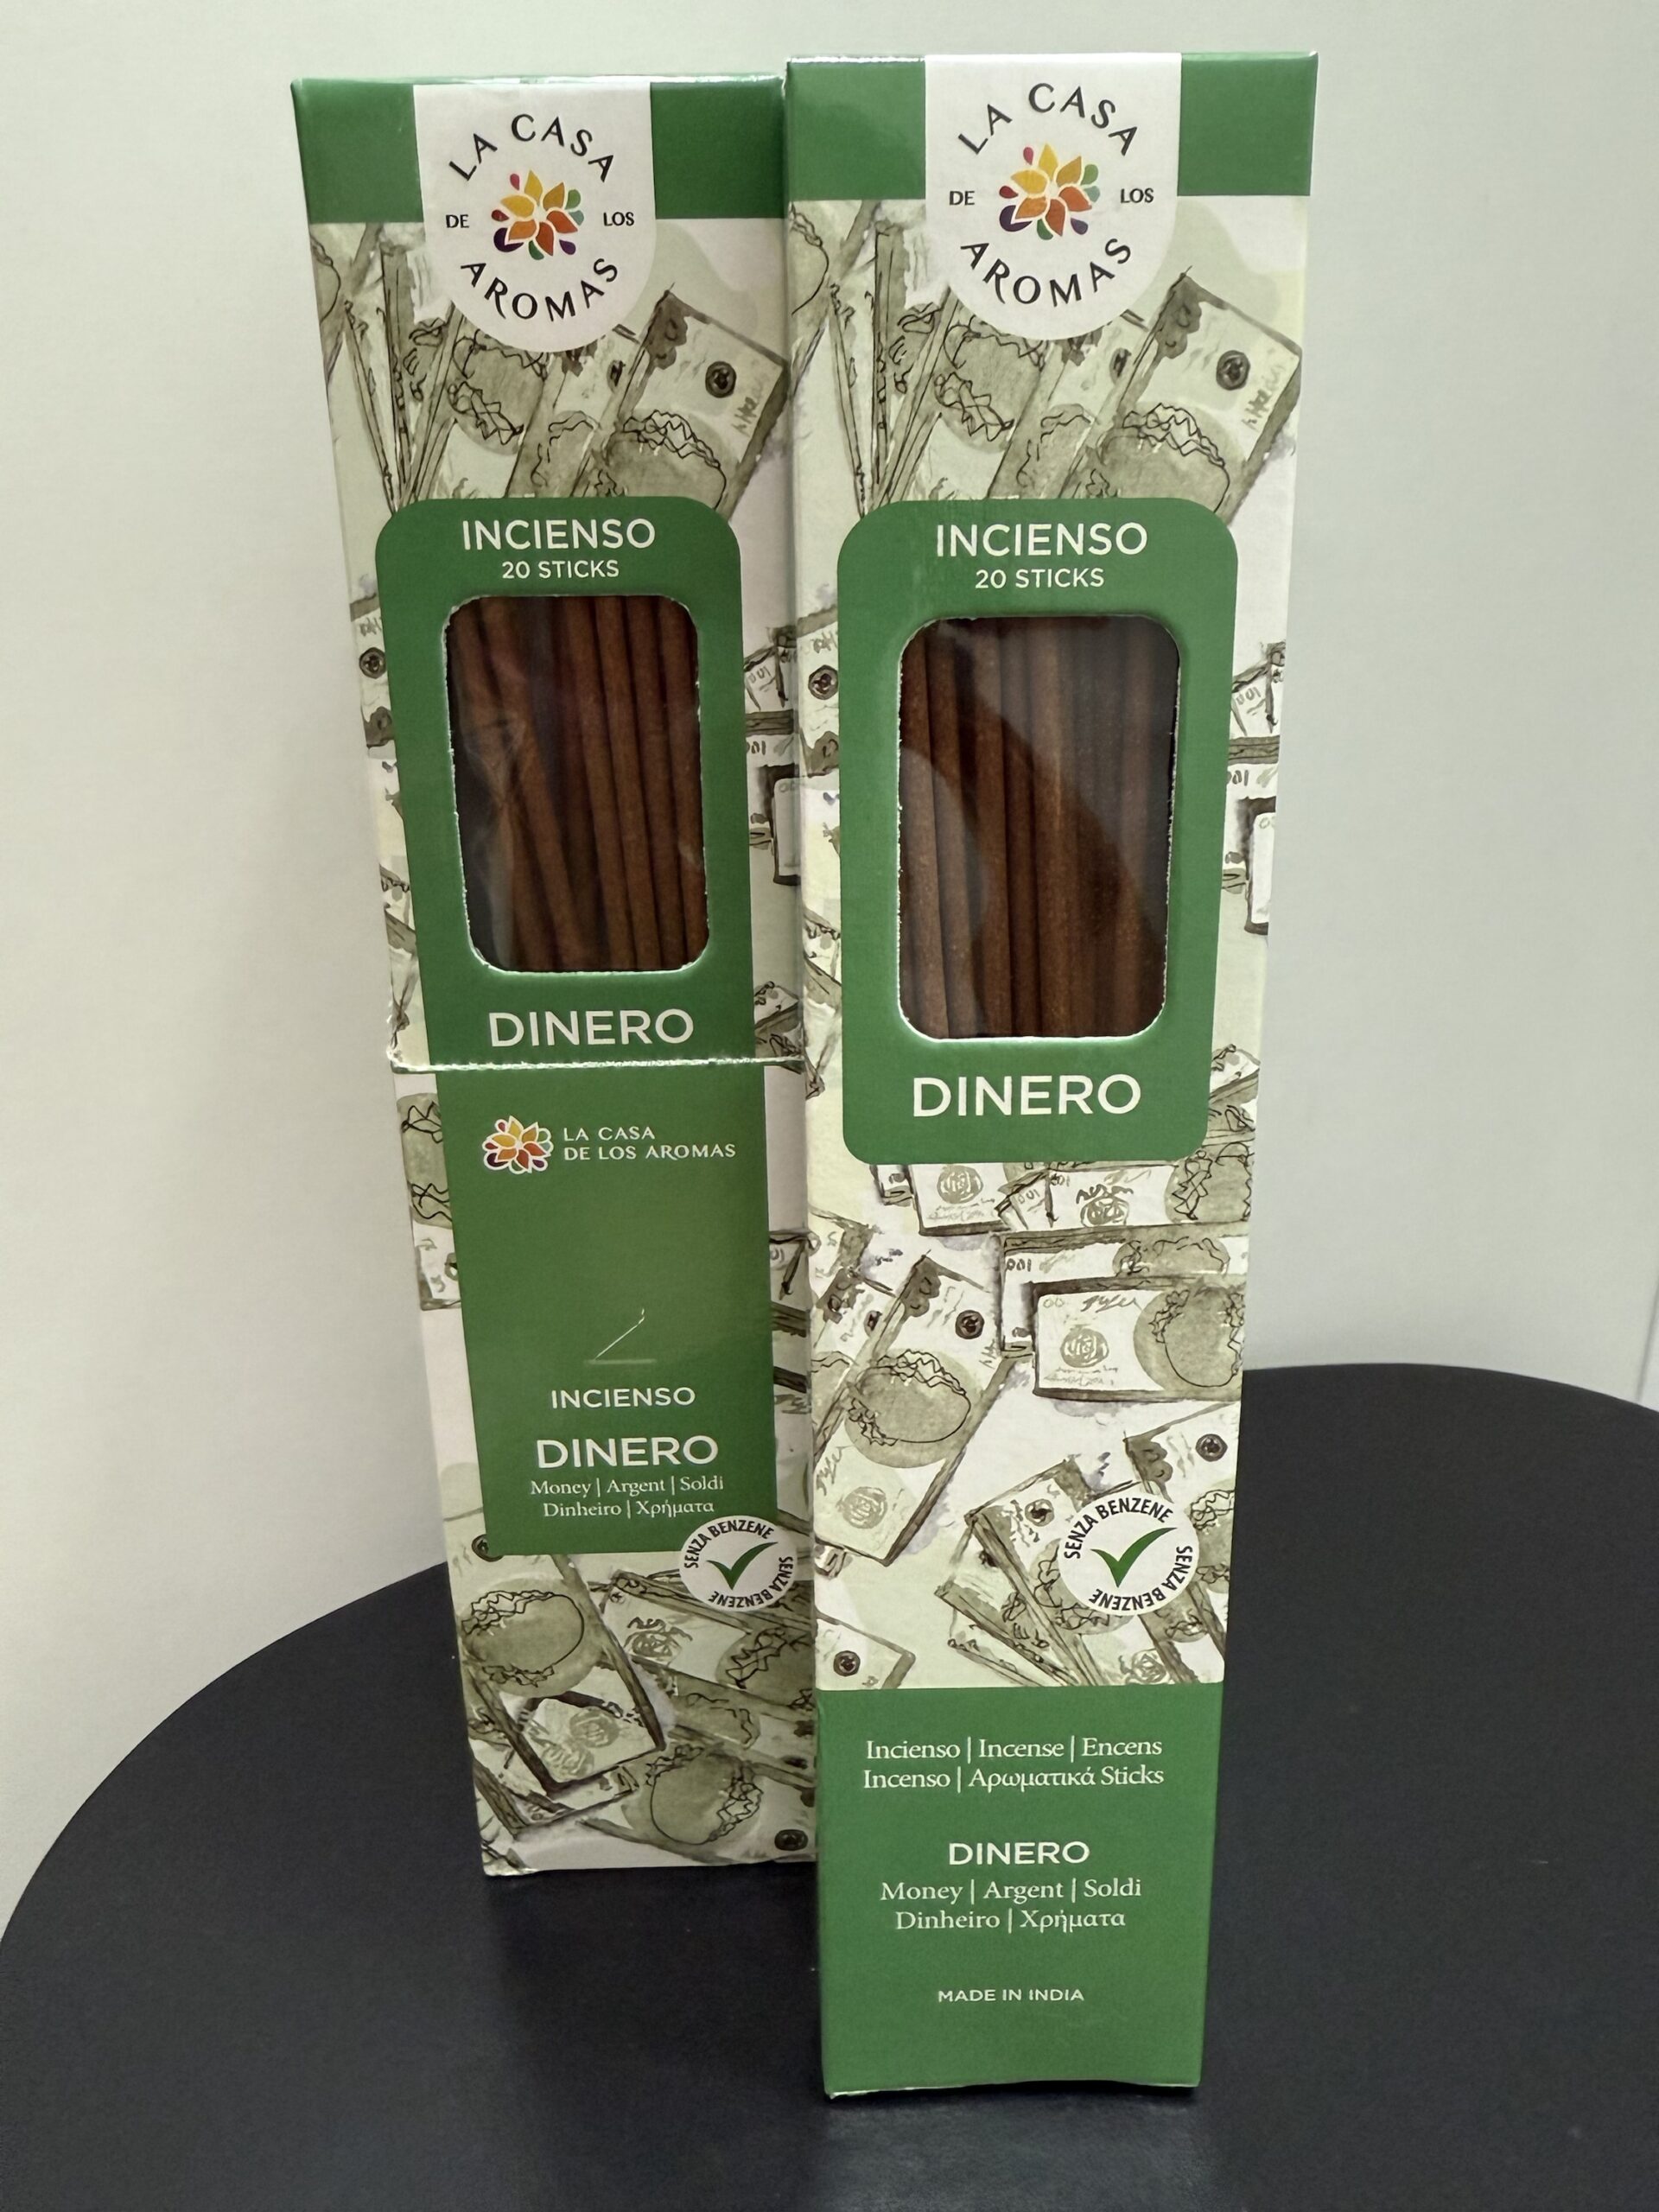 LA CASA
DE LOS
AROMAS
INCIENSO
20 STICKS
DINERO
LA CASA
DE LOS AROMAS
INCIENSO
DINERO
Money | Argent | Soldi
Dinheiro | Χρήματα
SENZA BENZENE
SENZA BENZENE
LA CASA
DE LOS
AROMAS
INCIENSO
20 STICKS
DINERO
SENZA BENZENE
SENZA BENZENE
Incienso | Incense | Encens
Incenso | Αρωματικά Sticks
DINERO
Money | Argent | Soldi
Dinheiro | Χρήματα
MADE IN INDIA